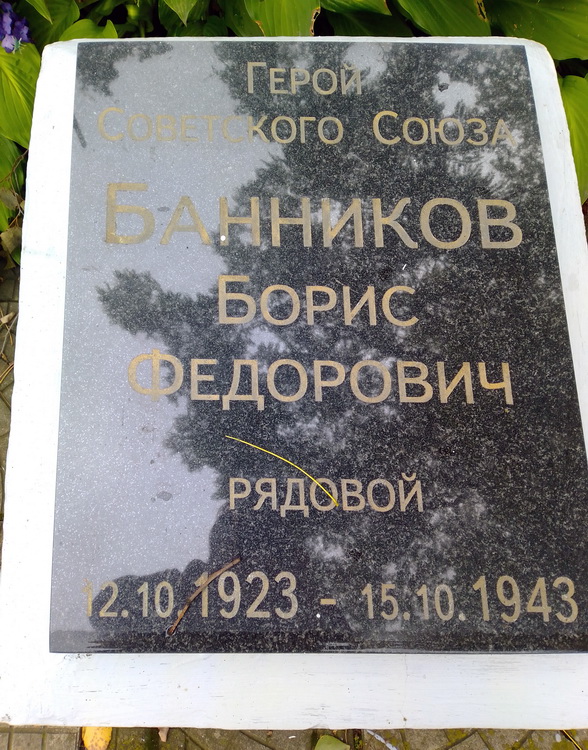 Герой
Советского Союза
Банников
Борис
Федорович
рядовой
12.10.1923 - 15.10.1943